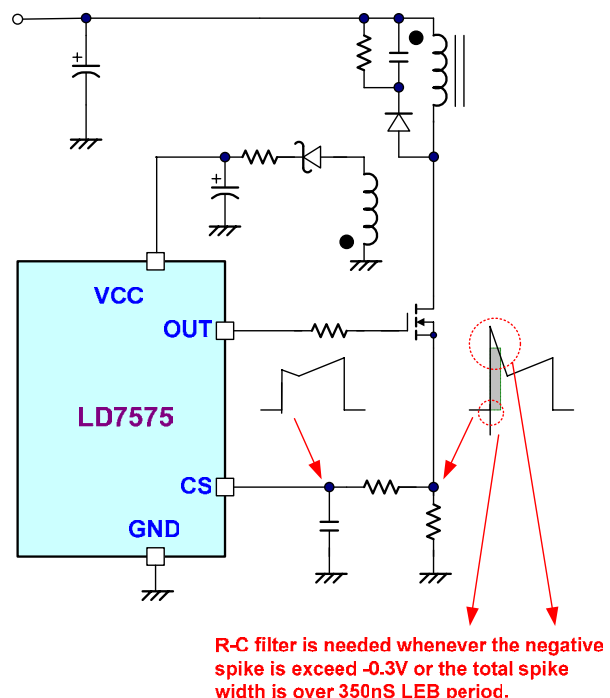 VCC
OUT
LD7575
CS
GND
+
+
R-C filter is needed whenever the negative
spike is exceed -0.3V or the total spike
width is over 350nS LEB period.